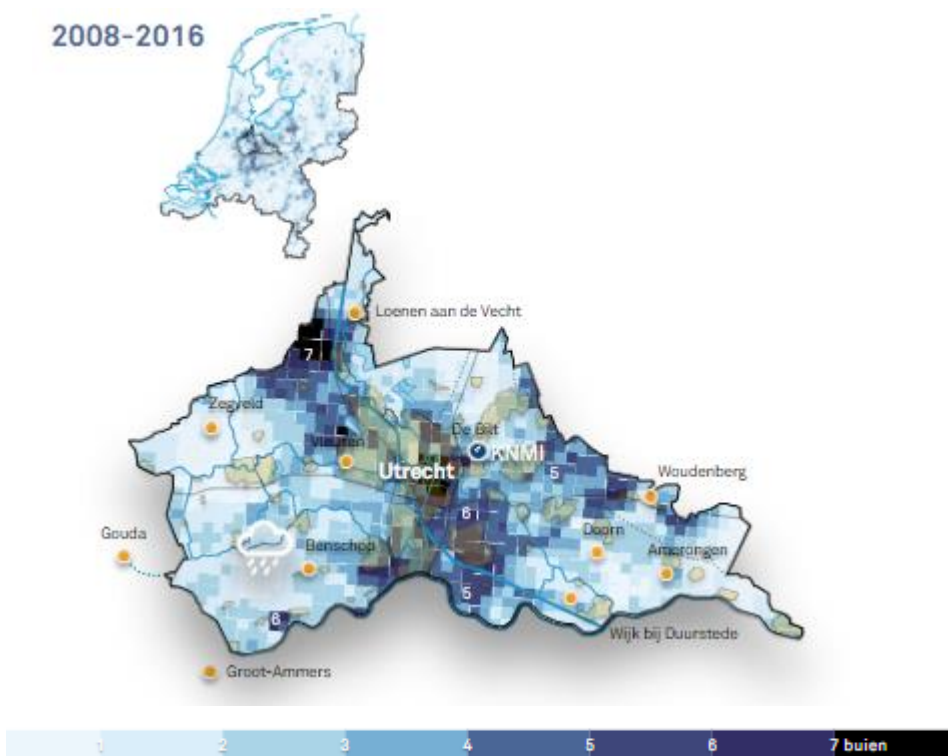 2008-2016
Loenen aan de Vecht
7
Zegveld
Vleuten
De Bilt
KNMI
Utrecht
5
Woudenberg
6
Gouda
Benschop
Doorn
Amerongen
5
6
Wijk bij Duurstede
Groot-Ammers
1 2 3 4 5 6 7 buien